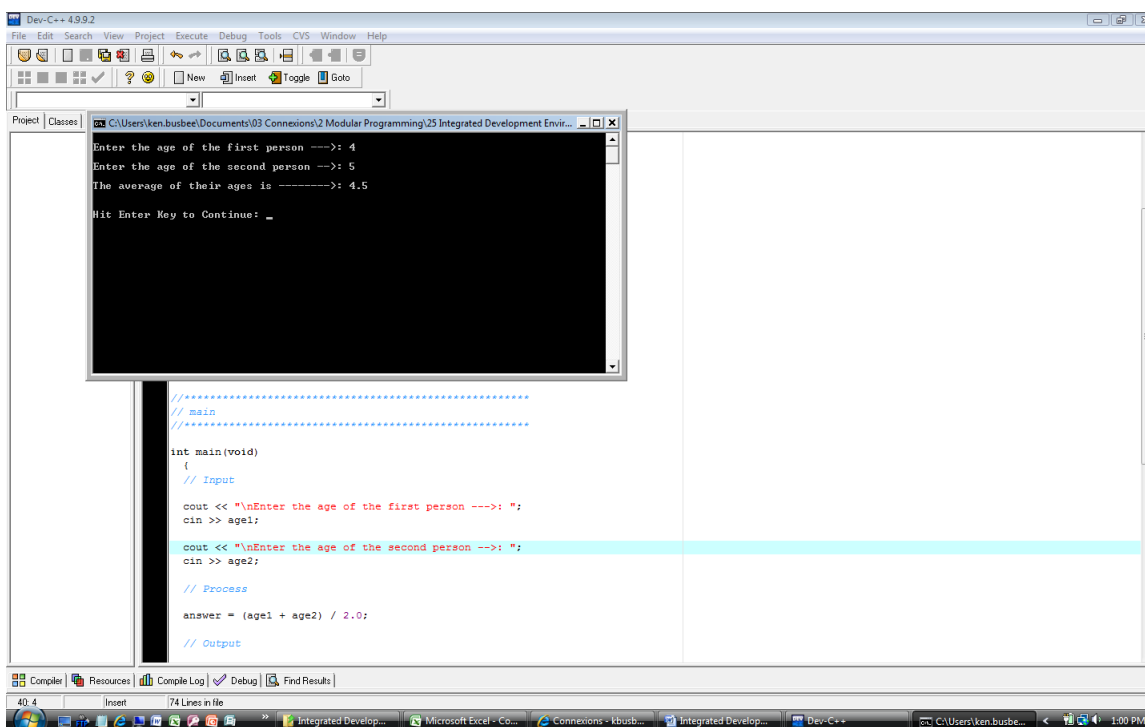 Dev-C++ 4.9.9.2
File Edit Search View Project Execute Debug Tools CVS Window Help
New Insert Toggle Goto
Project Classes
C:\Users\ken.busbee\Documents\03 Connexions\2 Modular Programming\25 Integrated Development Envir...
Enter the age of the first person --->: 4
Enter the age of the second person -->: 5
The average of their ages is -------->: 4.5
Hit Enter Key to Continue: _
//******************************************************
// main
//******************************************************
int main(void)
{
// Input
cout << "\nEnter the age of the first person --->: ";
cin >> age1;
cout << "\nEnter the age of the second person -->: ";
cin >> age2;
// Process
answer = (age1 + age2) / 2.0;
// Output
Compiler Resources Compile Log Debug Find Results
40: 4 Insert 74 Lines in file
Integrated Develop... Microsoft Excel - Co... Connexions - kbusb... Integrated Develop... Dev-C++ C:\Users\ken.busbe... 1:00 PM